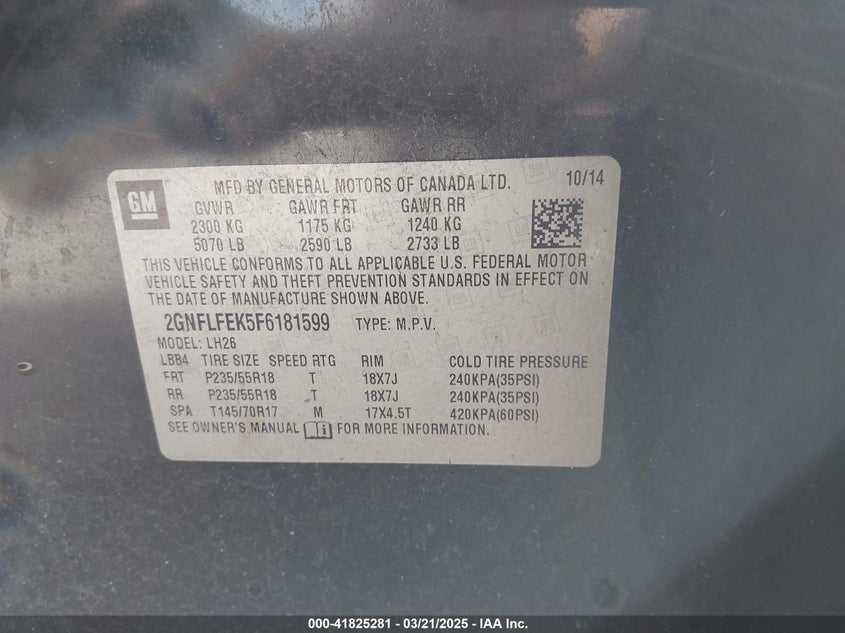 GM
MFD BY GENERAL MOTORS OF CANADA LTD. 10/14
GVWR GAWR FRT GAWR RR
2300 KG 1175 KG 1240 KG
5070 LB 2590 LB 2733 LB
THIS VEHICLE CONFORMS TO ALL APPLICABLE U.S. FEDERAL MOTOR
VEHICLE SAFETY AND THEFT PREVENTION STANDARDS IN EFFECT ON
THE DATE OF MANUFACTURE SHOWN ABOVE.
2GNFLFEK5F6181599 TYPE: M.P.V.
MODEL: LH26
LBB4 TIRE SIZE SPEED RTG RIM COLD TIRE PRESSURE
FRT P235/55R18 T 18X7J 240KPA(35PSI)
RR P235/55R18 T 18X7J 240KPA(35PSI)
SPA T145/70R17 M 17X4.5T 420KPA(60PSI)
SEE OWNER'S MANUAL FOR MORE INFORMATION.
000-41825281 - 03/21/2025 - IAA Inc.